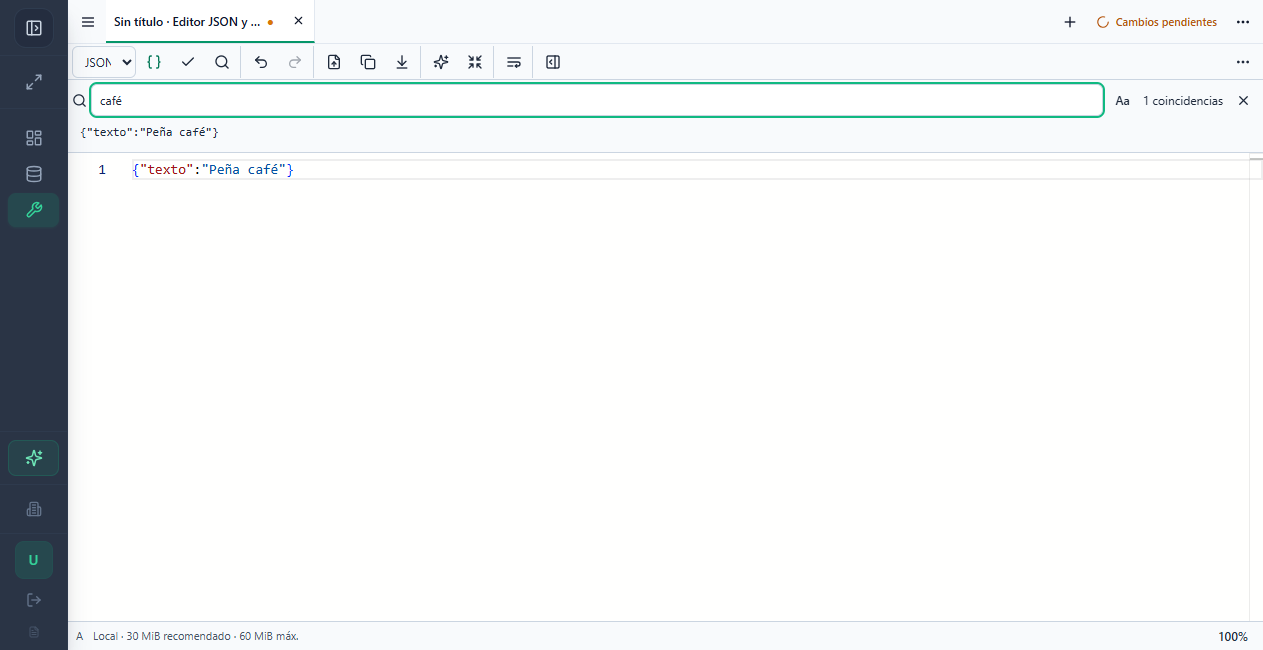 Sin título · Editor JSON y ...
Cambios pendientes
JSON
café
Aa
1 coincidencias
{"texto":"Peña café"}
1
{"texto":"Peña café"}
U
A Local · 30 MiB recomendado · 60 MiB máx.
100%